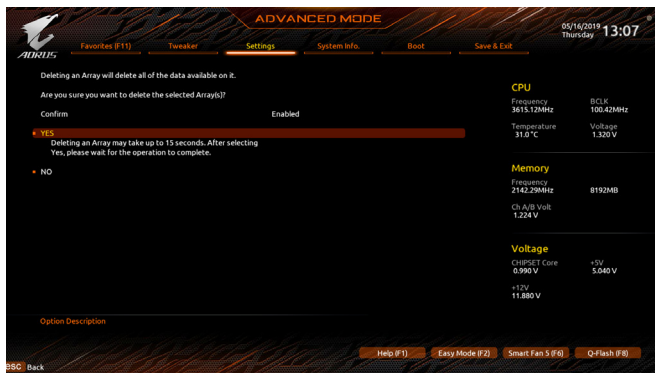 ADVANCED MODE
05/16/2019 Thursday 13:07
AORUS
Favorites (F11) Tweaker Settings System Info. Boot Save & Exit
Deleting an Array will delete all of the data available on it.
Are you sure you want to delete the selected Array(s)?
Confirm Enabled
YES
Deleting an Array may take up to 15 seconds. After selecting
Yes, please wait for the operation to complete.
NO
CPU
Frequency BCLK
3615.12MHz 100.42MHz
Temperature Voltage
31.0 °C 1.320 V
Memory
Frequency
2142.29MHz 8192MB
Ch A/B Volt
1.224 V
Voltage
CHIPSET Core +5V
0.990 V 5.040 V
+12V
11.880 V
Option Description
Help (F1) Easy Mode (F2) Smart Fan 5 (F6) Q-Flash (F8)
esc Back